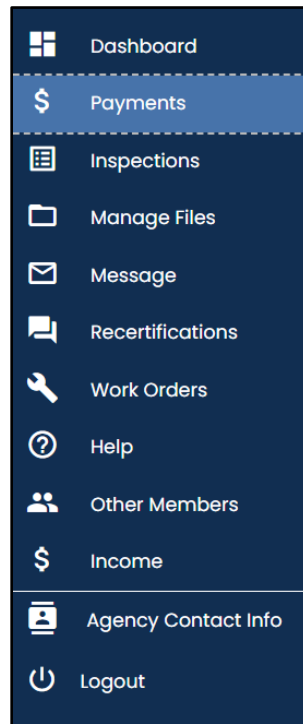 Dashboard
Payments
Inspections
Manage Files
Message
Recertifications
Work Orders
Help
Other Members
Income
Agency Contact Info
Logout